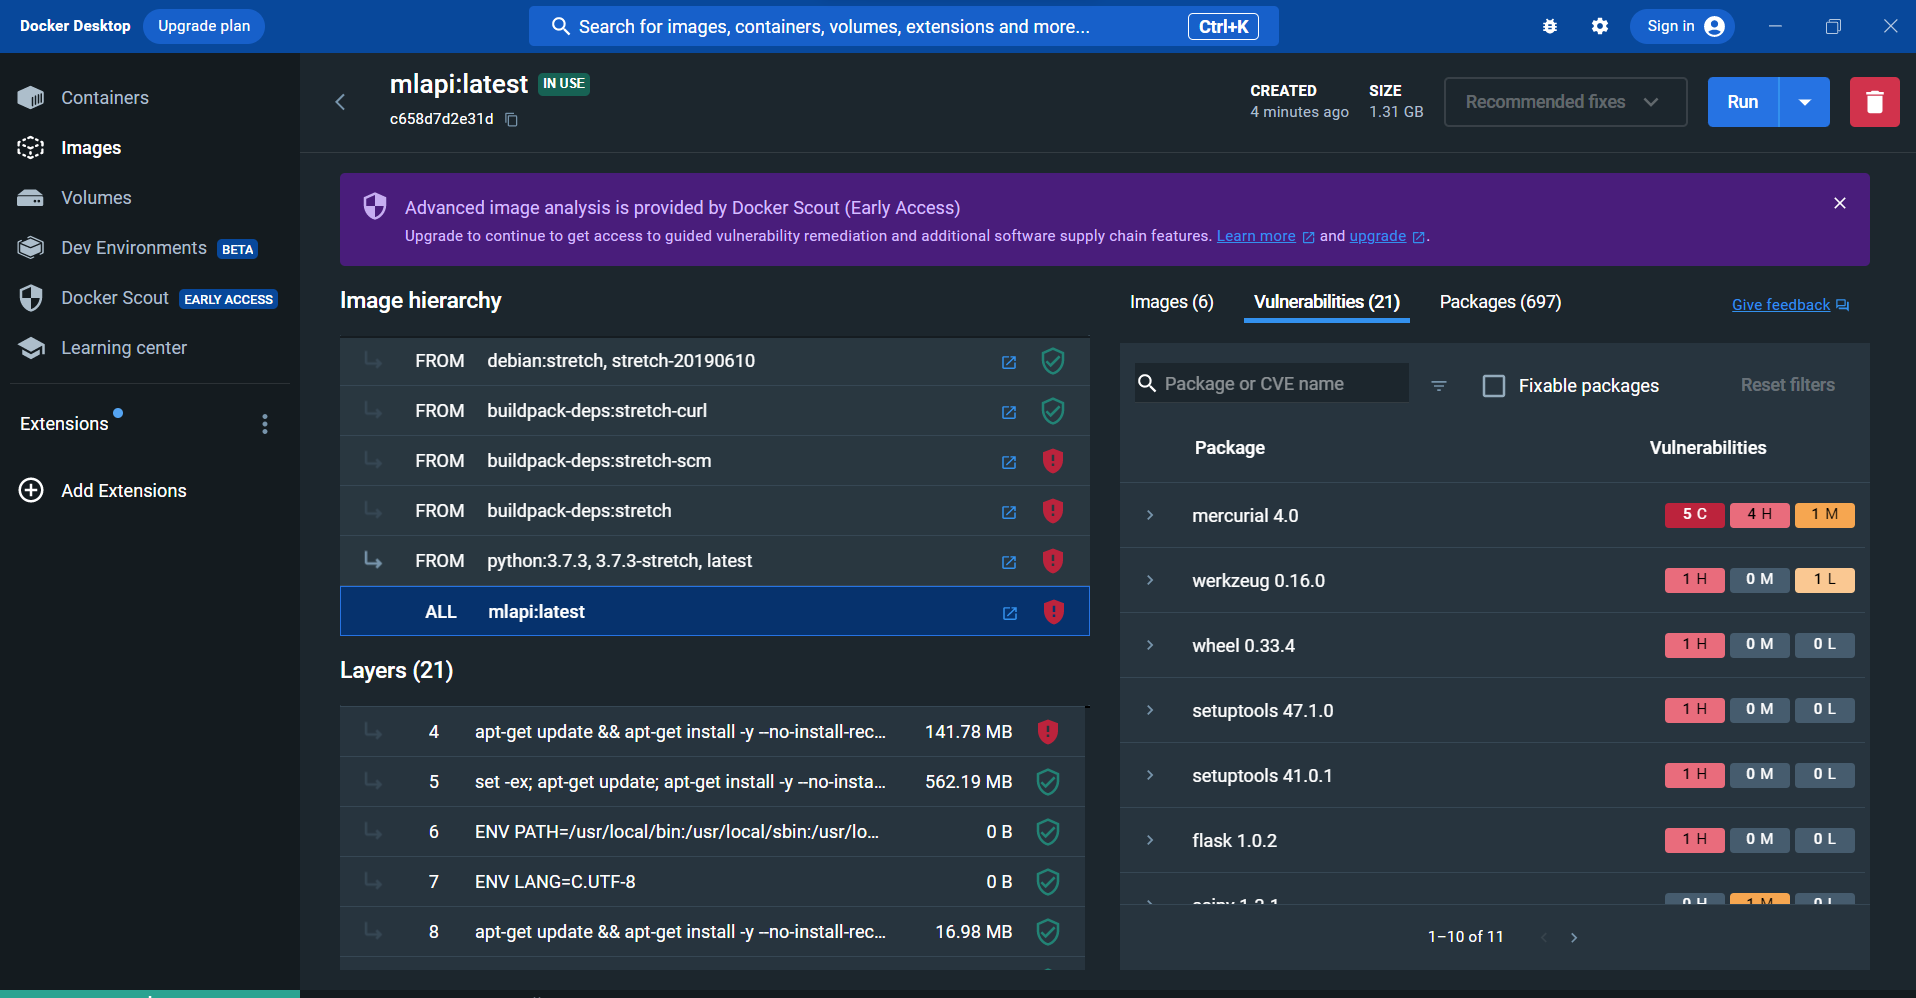 Docker Desktop Upgrade plan Search for images, containers, volumes, extensions and more... Ctrl+K Sign in
Containers
Images
Volumes
Dev Environments BETA
Docker Scout EARLY ACCESS
Learning center
Extensions
Add Extensions
mlapi:latest IN USE
c658d7d2e31d
CREATED
4 minutes ago
SIZE
1.31 GB
Recommended fixes
Run
Advanced image analysis is provided by Docker Scout (Early Access)
Upgrade to continue to get access to guided vulnerability remediation and additional software supply chain features. Learn more and upgrade .
Image hierarchy
FROM debian:stretch, stretch-20190610
FROM buildpack-deps:stretch-curl
FROM buildpack-deps:stretch-scm
FROM buildpack-deps:stretch
FROM python:3.7.3, 3.7.3-stretch, latest
ALL mlapi:latest
Layers (21)
4 apt-get update && apt-get install -y --no-install-rec... 141.78 MB
5 set -ex; apt-get update; apt-get install -y --no-insta... 562.19 MB
6 ENV PATH=/usr/local/bin:/usr/local/sbin:/usr/lo... 0 B
7 ENV LANG=C.UTF-8 0 B
8 apt-get update && apt-get install -y --no-install-rec... 16.98 MB
Images (6) Vulnerabilities (21) Packages (697) Give feedback
Package or CVE name Fixable packages Reset filters
Package Vulnerabilities
mercurial 4.0 5 C 4 H 1 M
werkzeug 0.16.0 1 H 0 M 1 L
wheel 0.33.4 1 H 0 M 0 L
setuptools 47.1.0 1 H 0 M 0 L
setuptools 41.0.1 1 H 0 M 0 L
flask 1.0.2 1 H 0 M 0 L
0 H 1 M 0 L
1–10 of 11